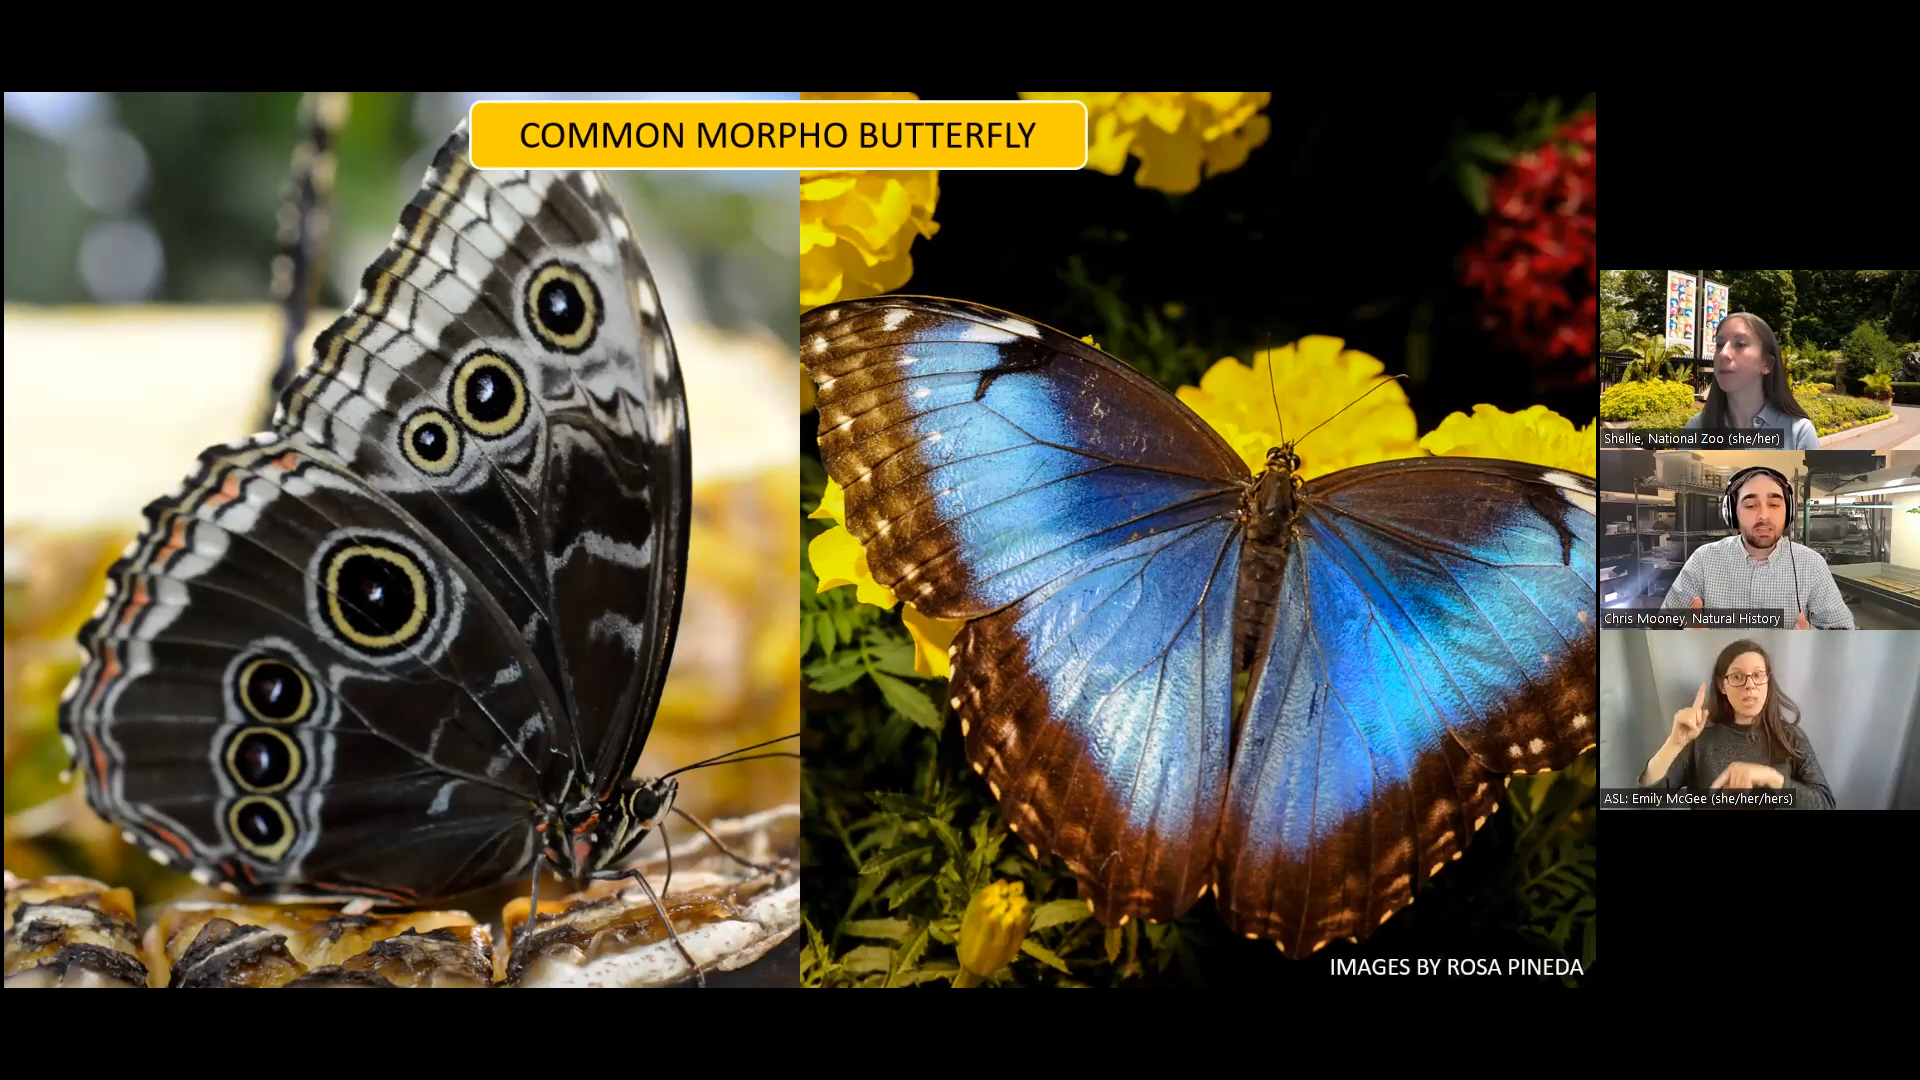 COMMON MORPHO BUTTERFLY
IMAGES BY ROSA PINEDA
Shellie, National Zoo (she/her)
Chris Mooney, Natural History
ASL: Emily McGee (she/her/hers)